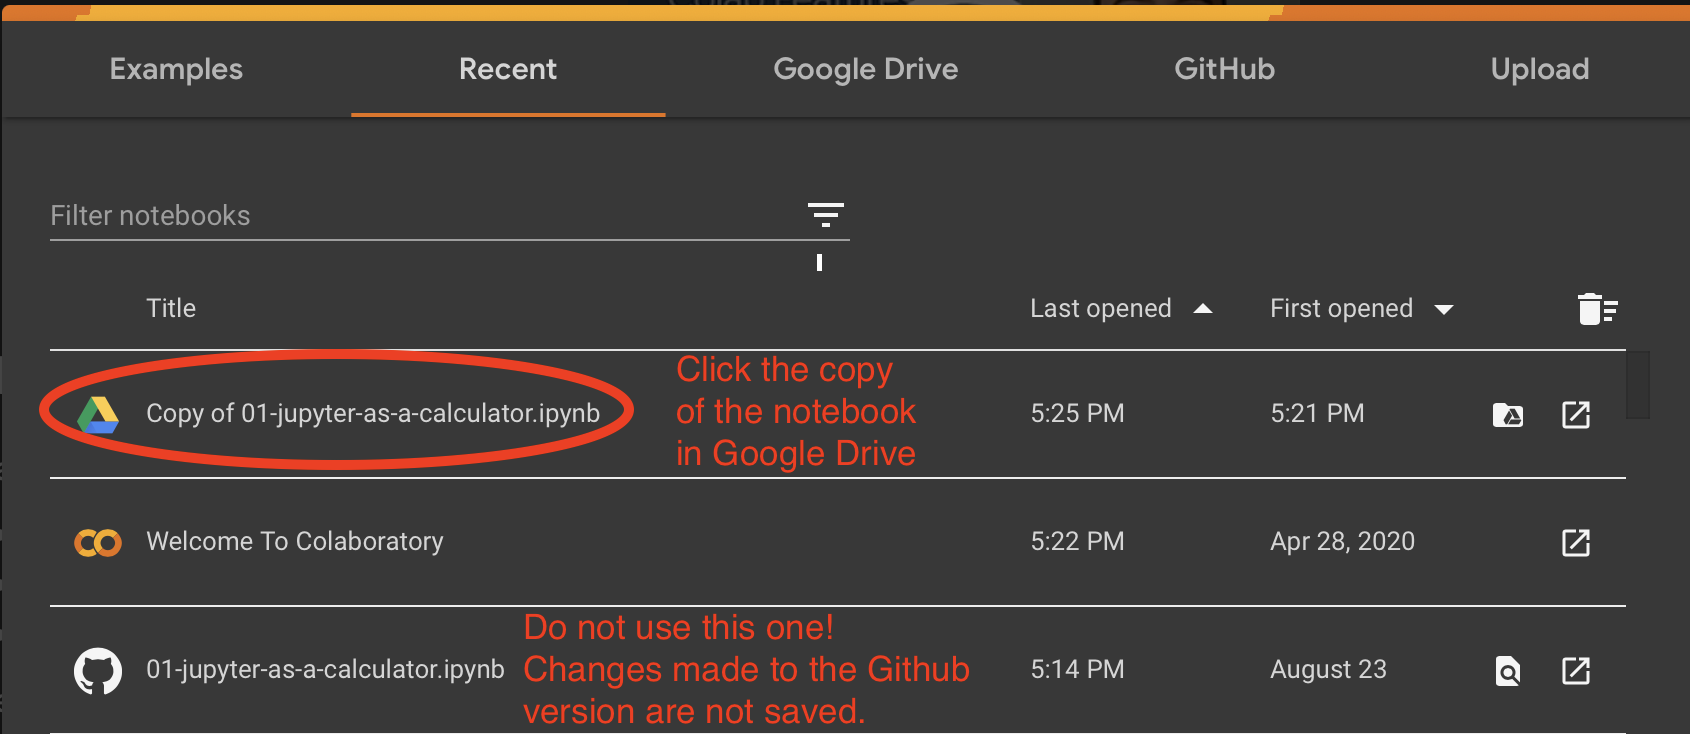 Examples Recent Google Drive GitHub Upload
Filter notebooks
Title Last opened First opened
Click the copy
of the notebook
in Google Drive
Copy of 01-jupyter-as-a-calculator.ipynb 5:25 PM 5:21 PM
Welcome To Colaboratory 5:22 PM Apr 28, 2020
Do not use this one!
Changes made to the Github
version are not saved.
01-jupyter-as-a-calculator.ipynb 5:14 PM August 23